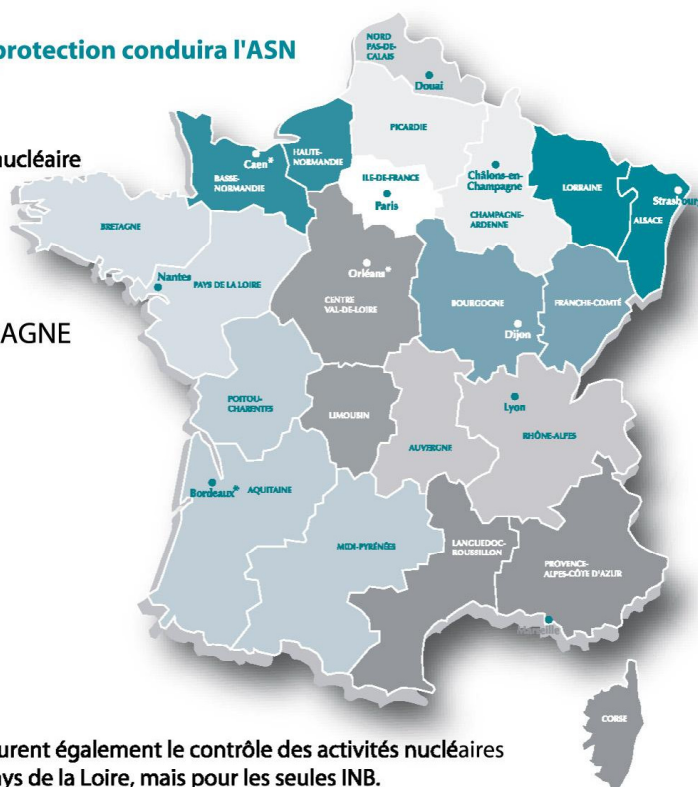 protection conduira l'ASN
nucléaire
AGNE
NORD
PAS-DE-
CALAIS
Douai
PICARDIE
HAUTE-
NORMANDIE
Caen*
BASSE-
NORMANDIE
ILE-DE-FRANCE
Paris
Châlons-en-
Champagne
CHAMPAGNE-
ARDENNE
LORRAINE
Strasbourg
ALSACE
BRETAGNE
Nantes
PAYS DE LA LOIRE
Orléans*
CENTRE
VAL-DE-LOIRE
BOURGOGNE
Dijon
FRANCHE-COMTÉ
POITOU-
CHARENTES
LIMOUSIN
AUVERGNE
Lyon
RHÔNE-ALPES
Bordeaux*
AQUITAINE
MIDI-PYRÉNÉES
LANGUEDOC-
ROUSSILLON
PROVENCE-
ALPES-CÔTE D'AZUR
Marseille
CORSE
urent également le contrôle des activités nucléaires
ays de la Loire, mais pour les seules INB.